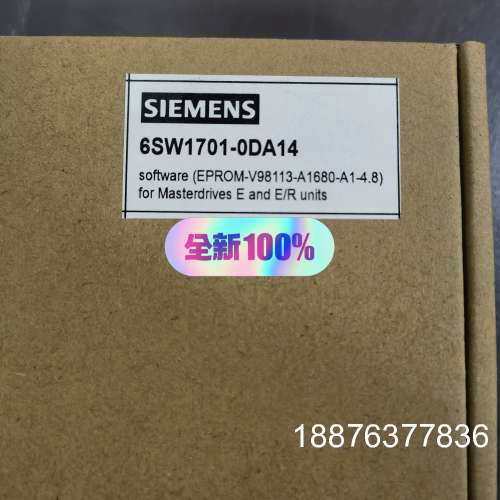 SIEMENS
6SW1701-0DA14
software (EPROM-V98113-A1680-A1-4.8)
for Masterdrives E and E/R units
全新100%
18876377836